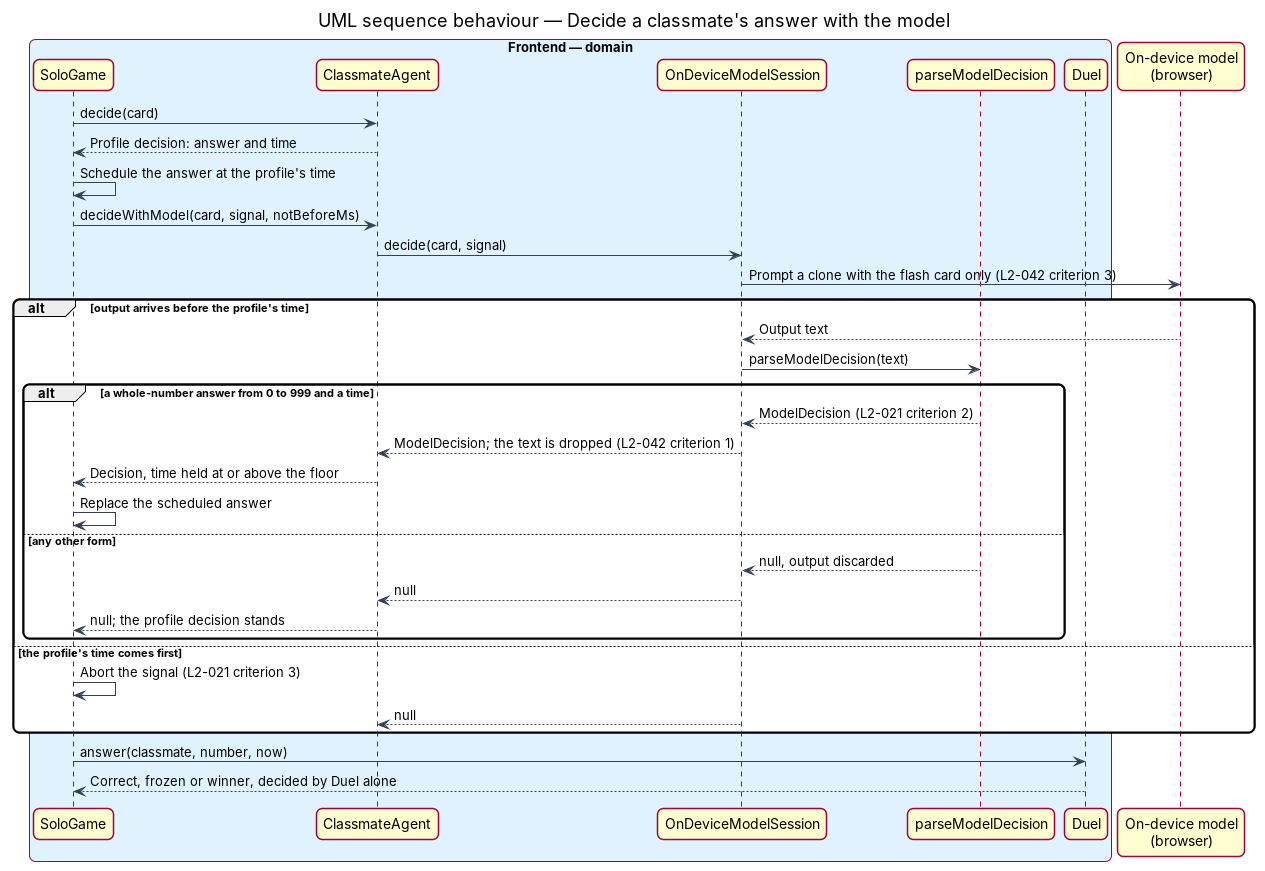 UML sequence behaviour — Decide a classmate's answer with the model
Frontend — domain
SoloGame
ClassmateAgent
OnDeviceModelSession
parseModelDecision
Duel
On-device model
(browser)
decide(card)
Profile decision: answer and time
Schedule the answer at the profile's time
decideWithModel(card, signal, notBeforeMs)
decide(card, signal)
Prompt a clone with the flash card only (L2-042 criterion 3)
alt
[output arrives before the profile's time]
Output text
parseModelDecision(text)
alt
[a whole-number answer from 0 to 999 and a time]
ModelDecision (L2-021 criterion 2)
ModelDecision; the text is dropped (L2-042 criterion 1)
Decision, time held at or above the floor
Replace the scheduled answer
[any other form]
null, output discarded
null
null; the profile decision stands
[the profile's time comes first]
Abort the signal (L2-021 criterion 3)
null
answer(classmate, number, now)
Correct, frozen or winner, decided by Duel alone
SoloGame
ClassmateAgent
OnDeviceModelSession
parseModelDecision
Duel
On-device model
(browser)